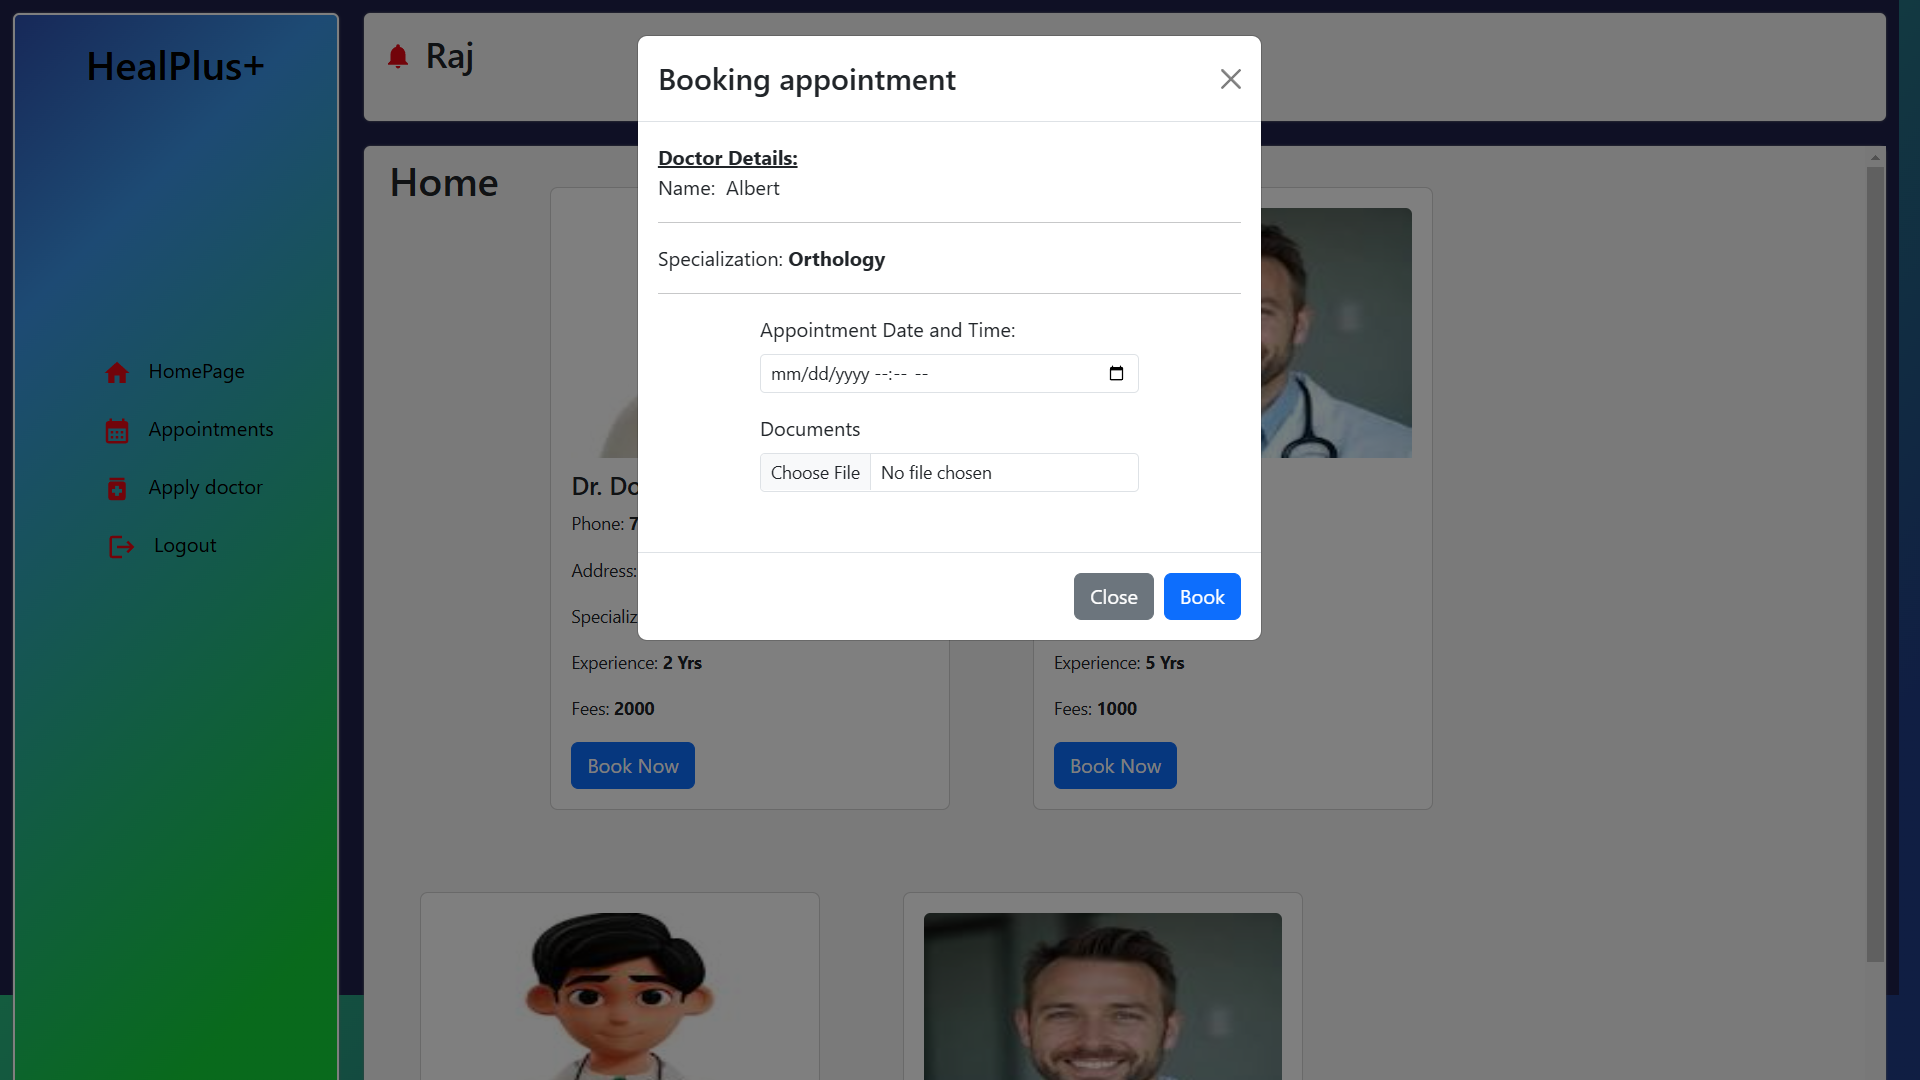 HealPlus+
HomePage
Appointments
Apply doctor
Logout
Raj
Home
Booking appointment
Doctor Details:
Name: Albert
Specialization: Orthology
Appointment Date and Time:
mm/dd/yyyy --:-- --
Documents
Choose File No file chosen
Close Book
Dr. Do
Phone: 7
Address:
Specializ
Experience: 2 Yrs
Fees: 2000
Book Now
Experience: 5 Yrs
Fees: 1000
Book Now